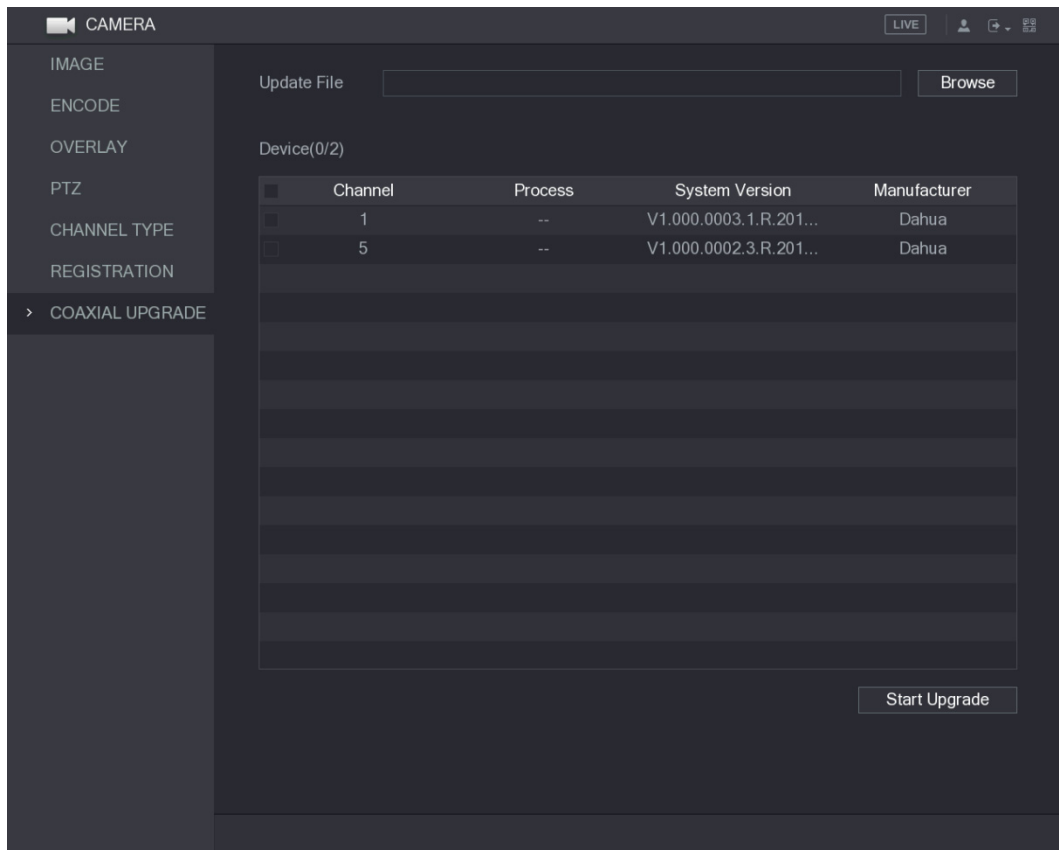 CAMERA
LIVE
IMAGE
ENCODE
OVERLAY
PTZ
CHANNEL TYPE
REGISTRATION
> COAXIAL UPGRADE
Update File
Browse
Device(0/2)
Channel Process System Version Manufacturer
1 -- V1.000.0003.1.R.201... Dahua
5 -- V1.000.0002.3.R.201... Dahua
Start Upgrade